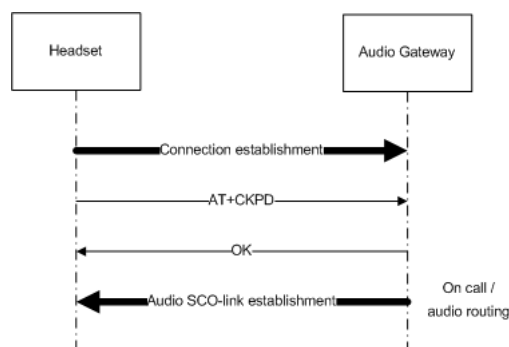 Headset
Audio Gateway
Connection establishment
AT+CKPD
OK
Audio SCO-link establishment
On call /
audio routing